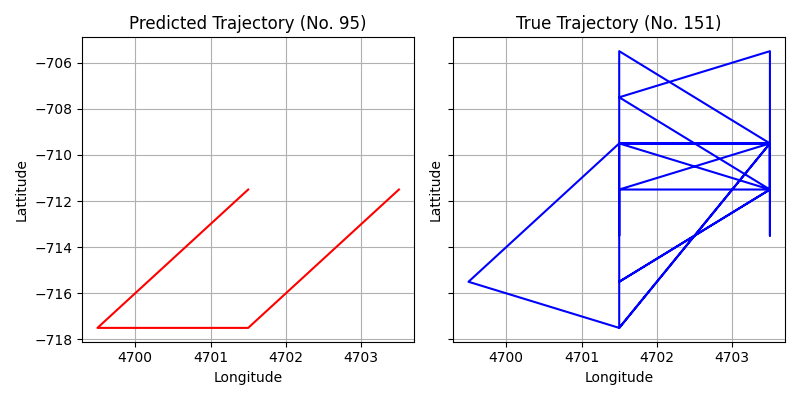 Predicted Trajectory (No. 95)
True Trajectory (No. 151)
Lattitude
−706
−708
−710
−712
−714
−716
−718
4700
4701
4702
4703
Longitude
Lattitude
4700
4701
4702
4703
Longitude